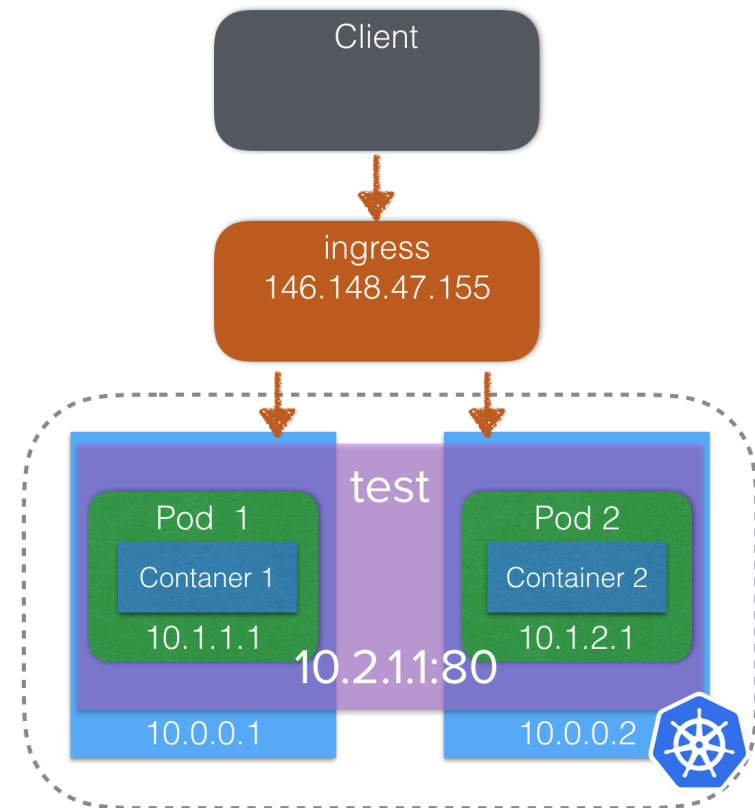 Client
ingress
146.148.47.155
test
Pod 1
Contaner 1
10.1.1.1
Pod 2
Container 2
10.1.2.1
10.2.1.1:80
10.0.0.1
10.0.0.2